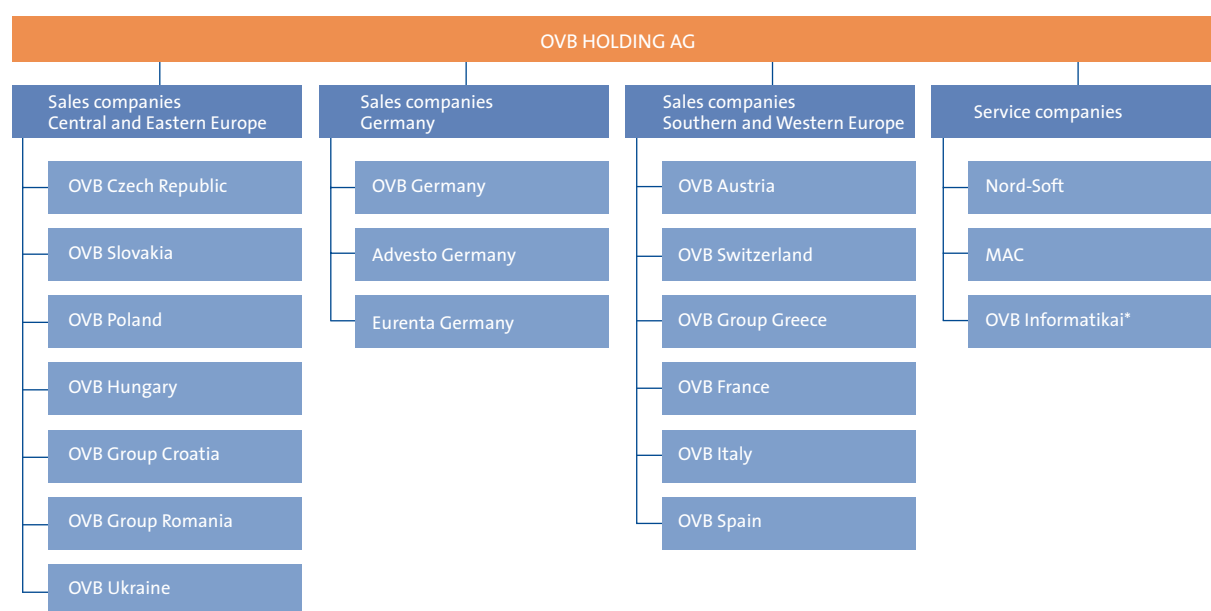 OVB HOLDING AG
Sales companies
Central and Eastern Europe
OVB Czech Republic
OVB Slovakia
OVB Poland
OVB Hungary
OVB Group Croatia
OVB Group Romania
OVB Ukraine
Sales companies
Germany
OVB Germany
Advesto Germany
Eurenta Germany
Sales companies
Southern and Western Europe
OVB Austria
OVB Switzerland
OVB Group Greece
OVB France
OVB Italy
OVB Spain
Service companies
Nord-Soft
MAC
OVB Informatikai*